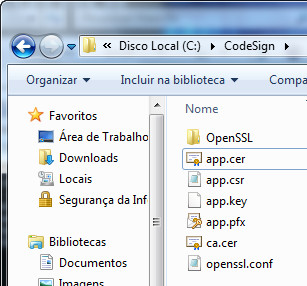 « Disco Local (C:) ▸ CodeSign ▸
Organizar Incluir na biblioteca Compa
Nome
Favoritos
Área de Trabalho
Downloads
Locais
Segurança da Inf
Bibliotecas
Documentos
Imagens
OpenSSL
app.cer
app.csr
app.key
app.pfx
ca.cer
openssl.conf